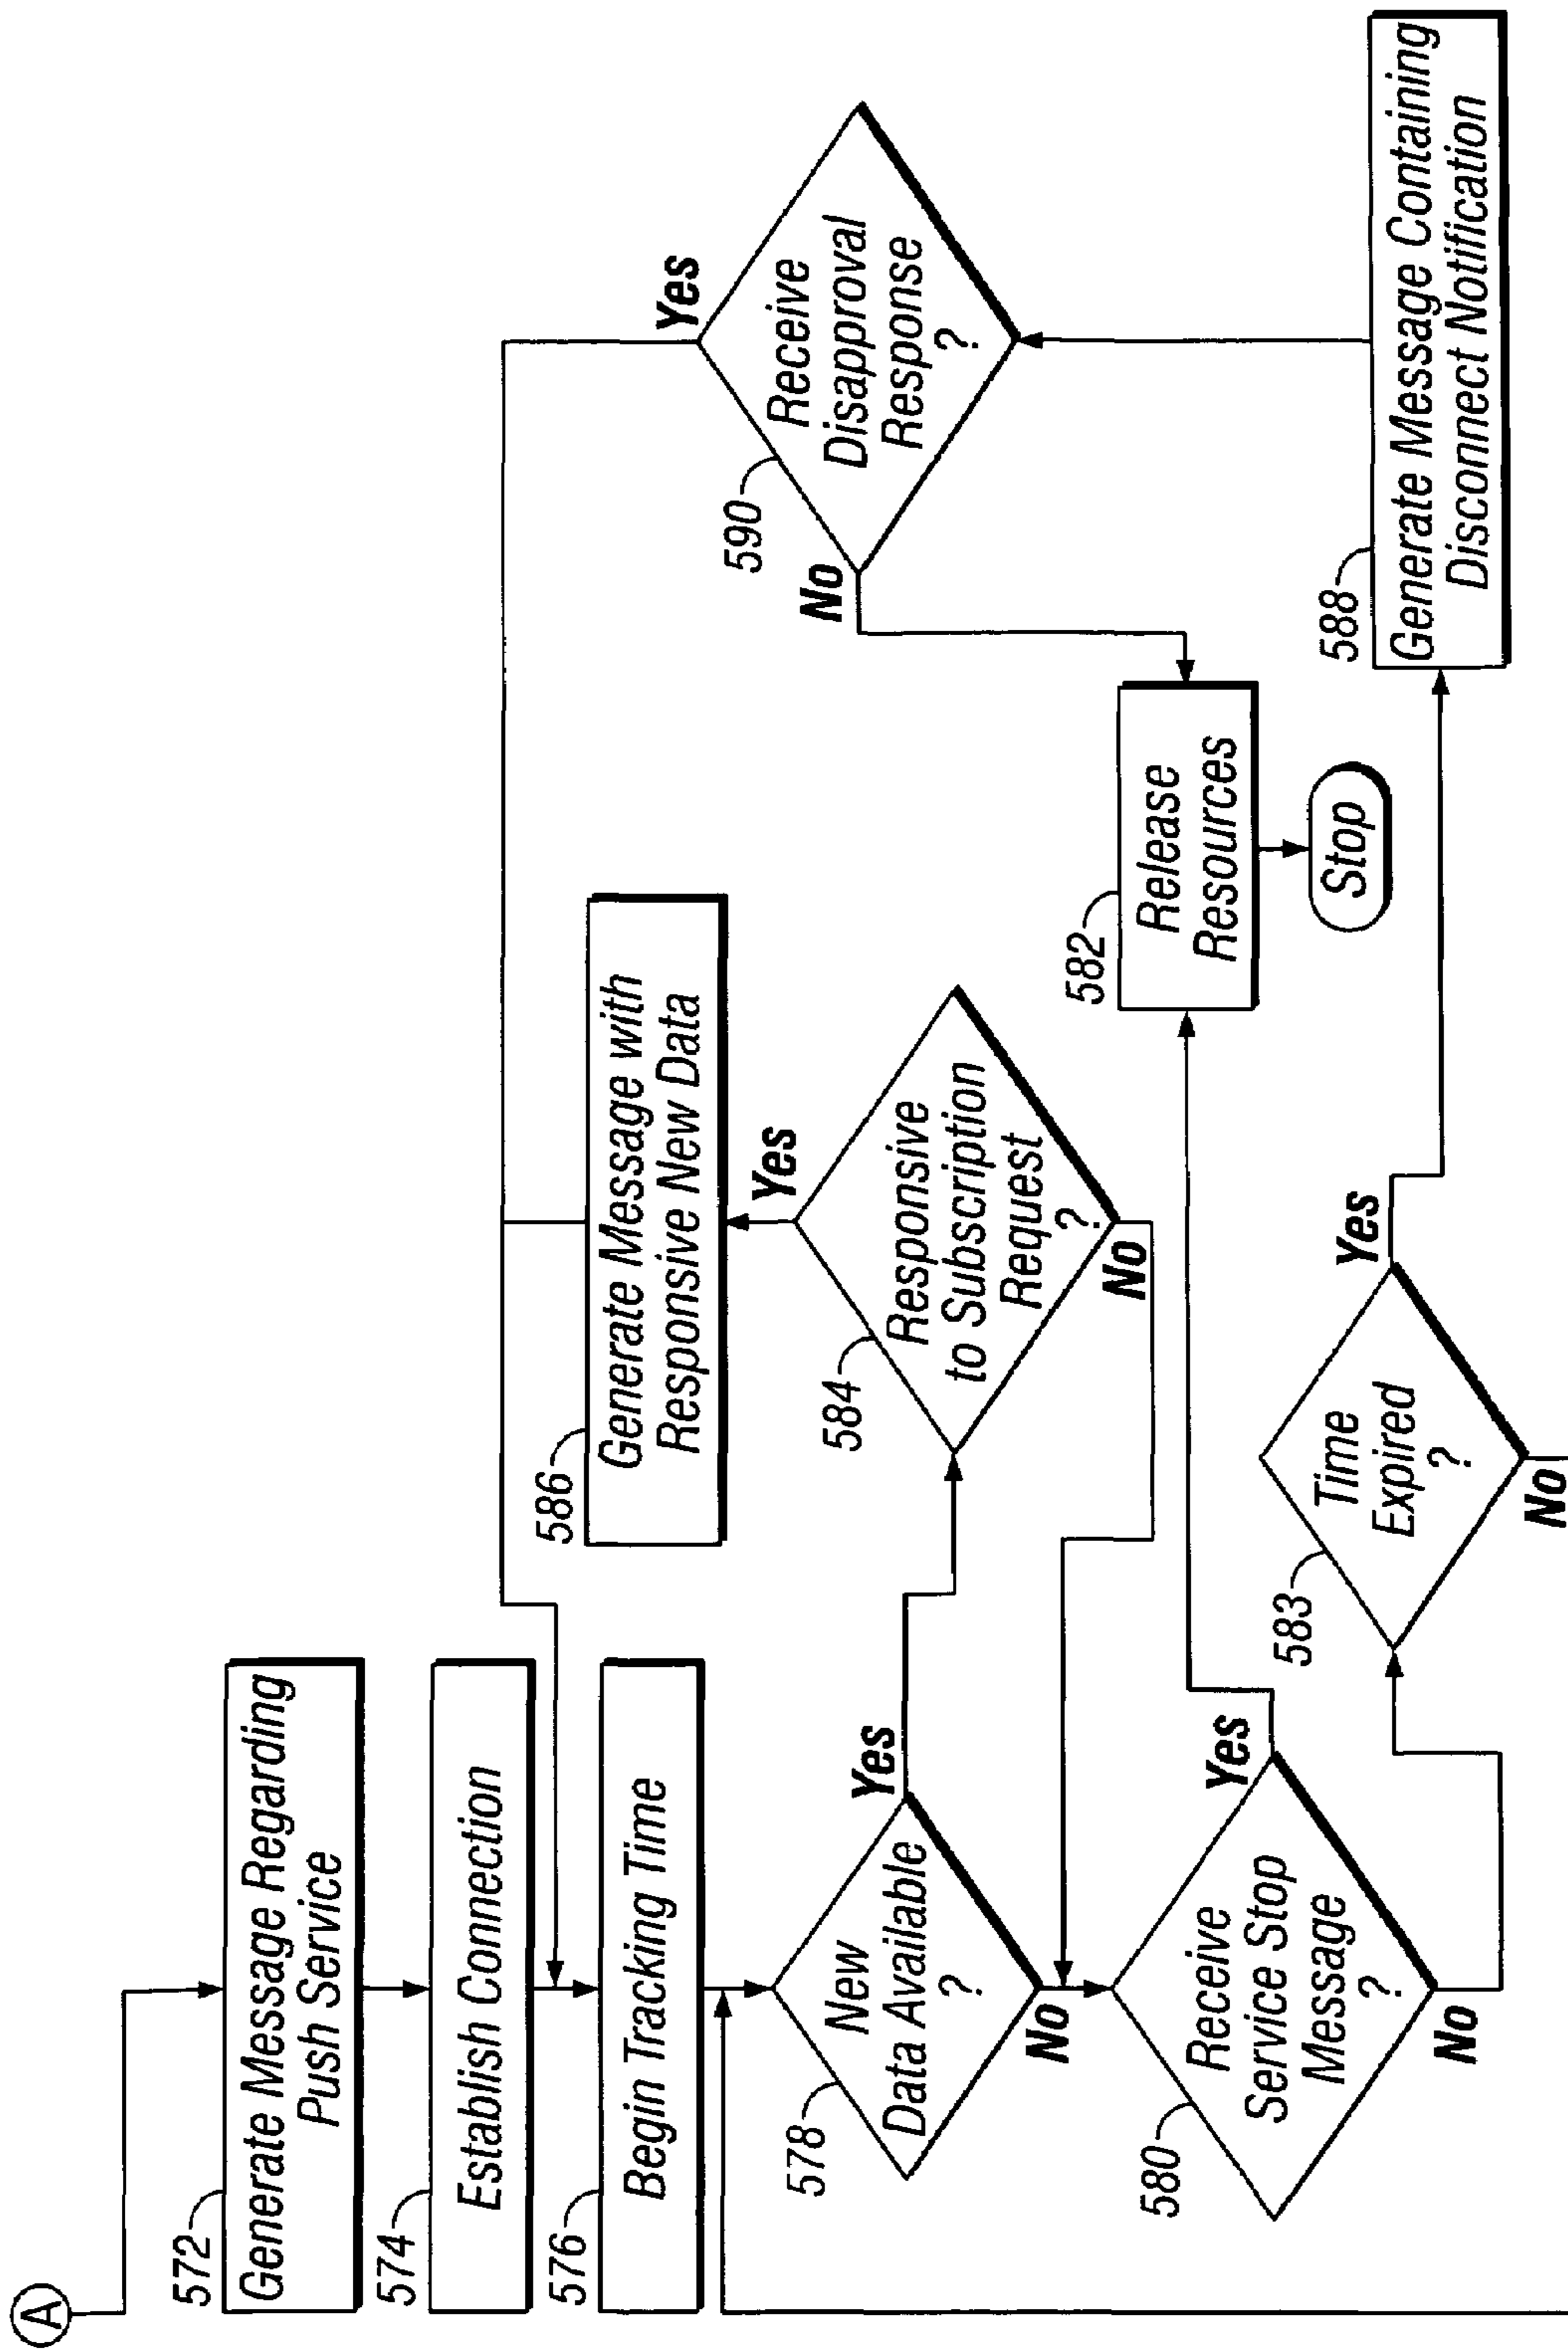 A
572
Generate Message Regarding
Push Service
574
Establish Connection
576
Begin Tracking Time
578
New
Data Available
?
Yes
No
580
Receive
Service Stop
Message
?
Yes
No
583
Time
Expired
?
Yes
No
584
Responsive
to Subscription
Request
?
Yes
No
586
Generate Message with
Responsive New Data
582
Release
Resources
Stop
590
Receive
Disapproval
Response
?
Yes
No
588
Generate Message Containing
Disconnect Notification